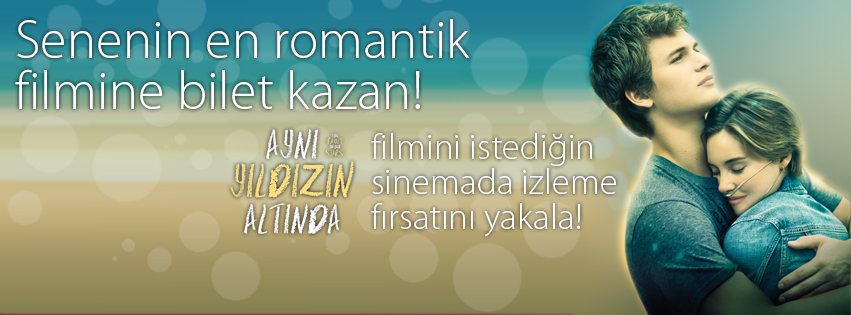 Senenin en romantik
filmine bilet kazan!
AYNI
YILDIZIN
ALTINDA
filmini istediğin
sinemada izleme
fırsatını yakala!